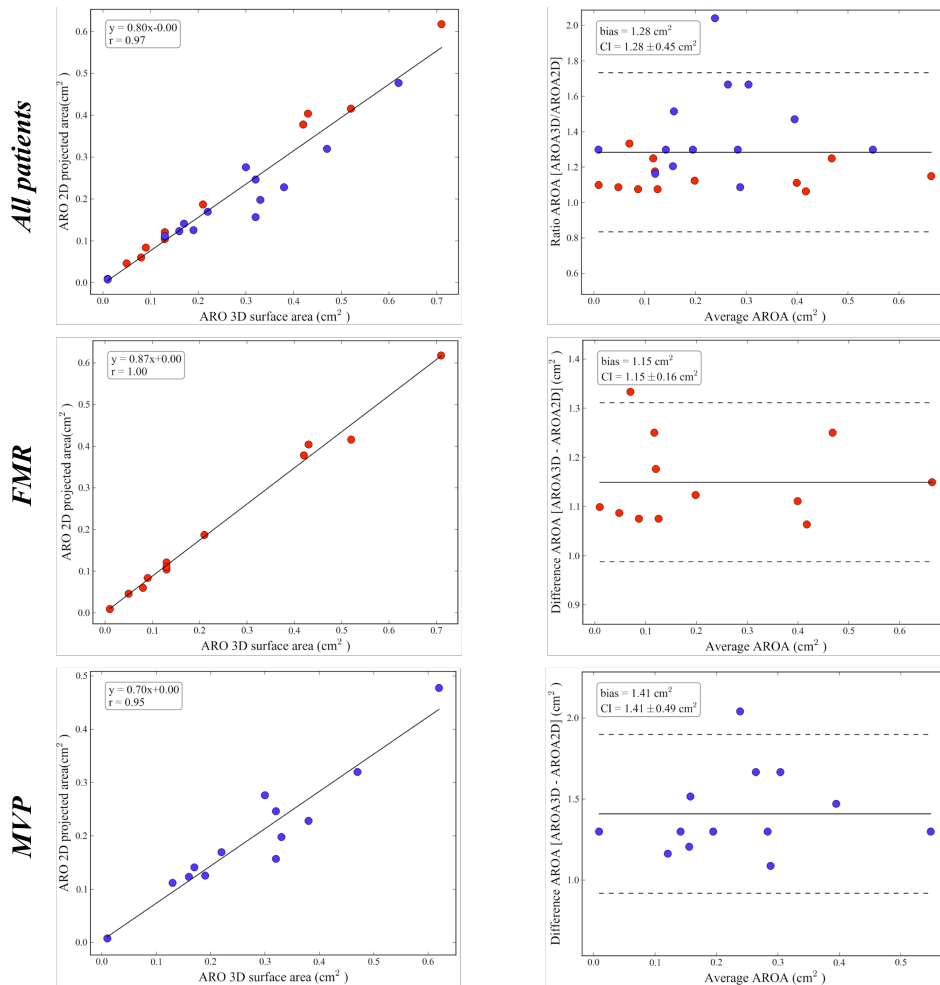 All patients
ARO 2D projected area(cm²)
y = 0.80x-0.00
r = 0.97
0.6
0.5
0.4
0.3
0.2
0.1
0.0
0.0 0.1 0.2 0.3 0.4 0.5 0.6 0.7
ARO 3D surface area (cm² )
Ratio AROA [AROA3D/AROA2D]
bias = 1.28 cm²
CI = 1.28 ±0.45 cm²
2.0
1.8
1.6
1.4
1.2
1.0
0.8
0.6
0.0 0.1 0.2 0.3 0.4 0.5 0.6
Average AROA (cm² )
FMR
ARO 2D projected area(cm² )
y = 0.87x+0.00
r = 1.00
0.6
0.5
0.4
0.3
0.2
0.1
0.0
0.0 0.1 0.2 0.3 0.4 0.5 0.6 0.7
ARO 3D surface area (cm² )
Difference AROA [AROA3D - AROA2D] (cm² )
bias = 1.15 cm²
CI = 1.15 ±0.16 cm²
1.4
1.3
1.2
1.1
1.0
0.9
0.0 0.1 0.2 0.3 0.4 0.5 0.6
Average AROA (cm² )
MVP
ARO 2D projected area(cm² )
y = 0.70x+0.00
r = 0.95
0.5
0.4
0.3
0.2
0.1
0.0
0.0 0.1 0.2 0.3 0.4 0.5 0.6
ARO 3D surface area (cm² )
Difference AROA [AROA3D - AROA2D] (cm² )
bias = 1.41 cm²
CI = 1.41 ±0.49 cm²
2.0
1.5
1.0
0.0 0.1 0.2 0.3 0.4 0.5
Average AROA (cm² )